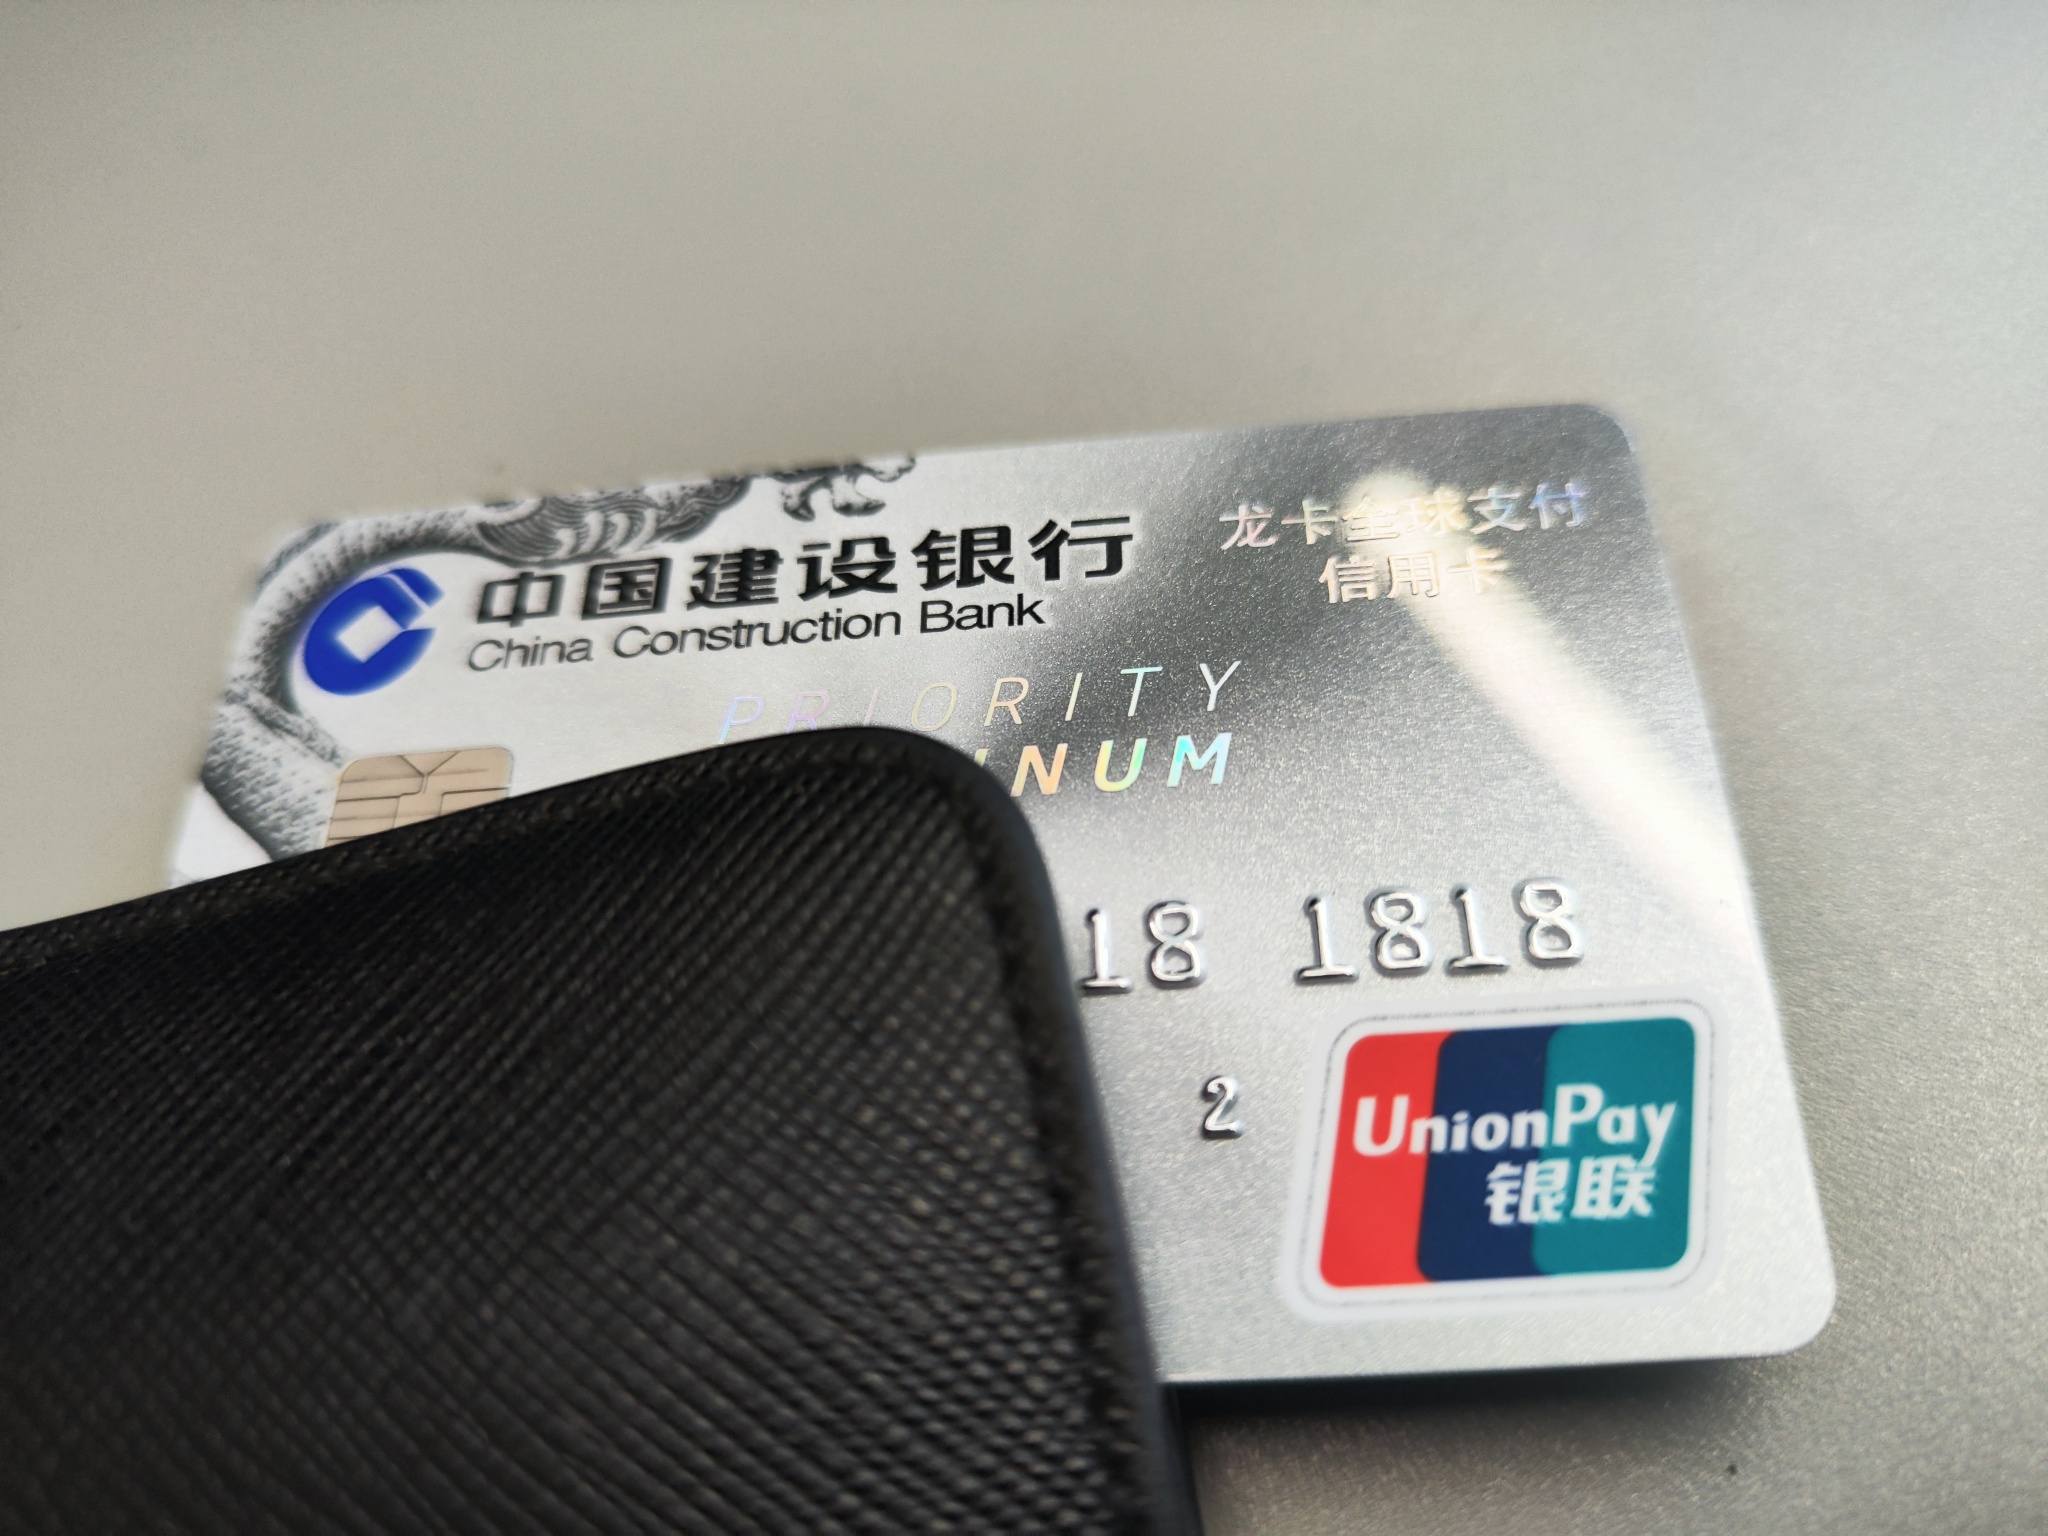 中国建设银行
China Construction Bank
龙卡全球支付
信用卡
PRIORITY
INUM
18 1818
2
UnionPay
银联